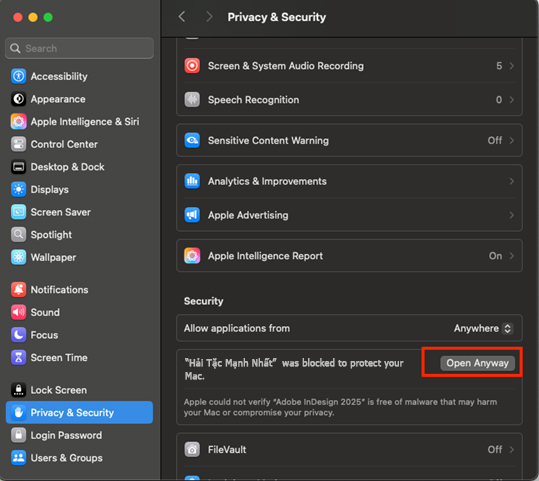 Privacy & Security
Search
Accessibility
Appearance
Apple Intelligence & Siri
Control Center
Desktop & Dock
Displays
Screen Saver
Spotlight
Wallpaper
Notifications
Sound
Focus
Screen Time
Lock Screen
Privacy & Security
Login Password
Users & Groups
Screen & System Audio Recording 5
Speech Recognition 0
Sensitive Content Warning Off
Analytics & Improvements
Apple Advertising
Apple Intelligence Report On
Security
Allow applications from Anywhere
“Hải Tặc Mạnh Nhất” was blocked to protect your
Mac.
Open Anyway
Apple could not verify “Adobe InDesign 2025” is free of malware that may harm
your Mac or compromise your privacy.
FileVault Off